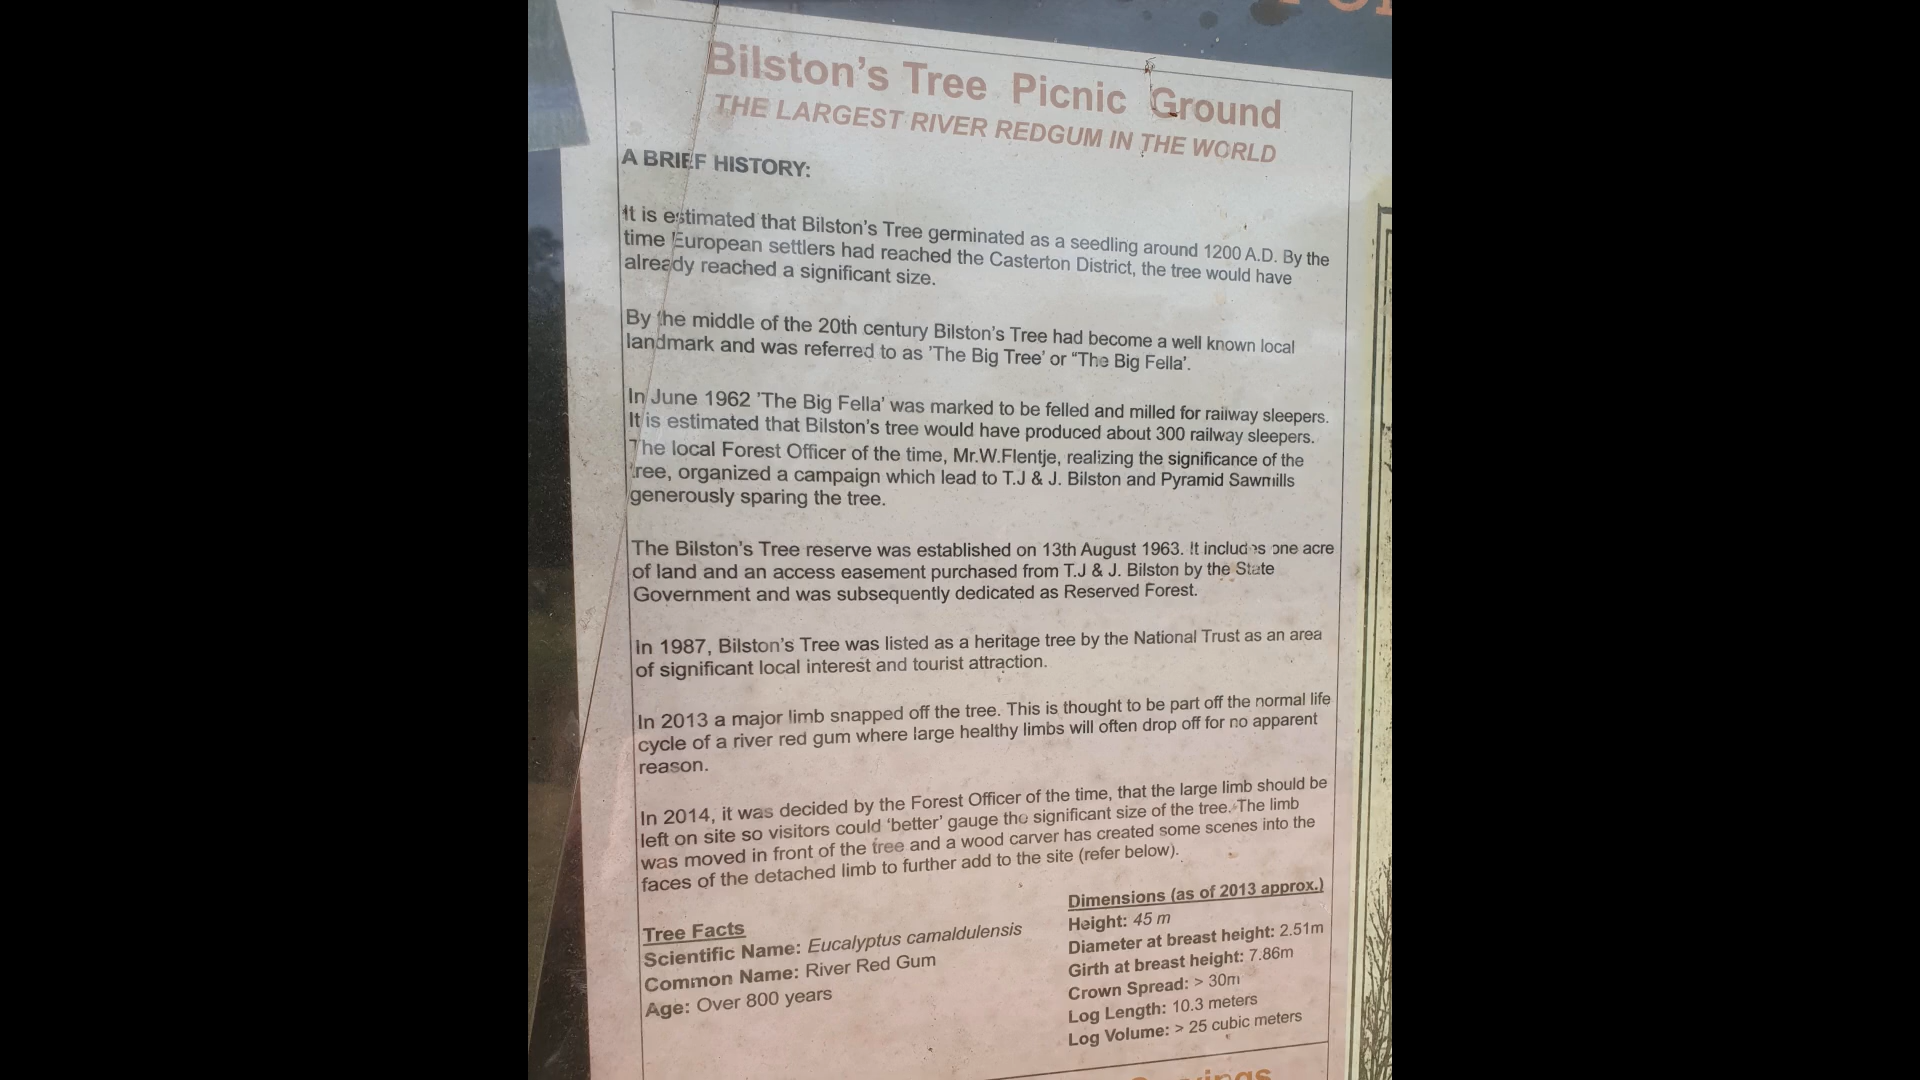 Bilston's Tree Picnic Ground
THE LARGEST RIVER REDGUM IN THE WORLD
A BRIEF HISTORY:
It is estimated that Bilston's Tree germinated as a seedling around 1200 A.D. By the
time European settlers had reached the Casterton District, the tree would have
already reached a significant size.
By the middle of the 20th century Bilston's Tree had become a well known local
landmark and was referred to as 'The Big Tree' or "The Big Fella'.
In June 1962 'The Big Fella' was marked to be felled and milled for railway sleepers.
It is estimated that Bilston's tree would have produced about 300 railway sleepers.
The local Forest Officer of the time, Mr.W.Flentje, realizing the significance of the
tree, organized a campaign which lead to T.J & J. Bilston and Pyramid Sawmills
generously sparing the tree.
The Bilston's Tree reserve was established on 13th August 1963. It includes one acre
of land and an access easement purchased from T.J & J. Bilston by the State
Government and was subsequently dedicated as Reserved Forest.
In 1987, Bilston's Tree was listed as a heritage tree by the National Trust as an area
of significant local interest and tourist attraction.
In 2013 a major limb snapped off the tree. This is thought to be part off the normal life
cycle of a river red gum where large healthy limbs will often drop off for no apparent
reason.
In 2014, it was decided by the Forest Officer of the time, that the large limb should be
left on site so visitors could 'better' gauge the significant size of the tree. The limb
was moved in front of the tree and a wood carver has created some scenes into the
faces of the detached limb to further add to the site (refer below).
Tree Facts
Scientific Name: Eucalyptus camaldulensis
Common Name: River Red Gum
Age: Over 800 years
Dimensions (as of 2013 approx.)
Height: 45 m
Diameter at breast height: 2.51m
Girth at breast height: 7.86m
Crown Spread: > 30m
Log Length: 10.3 meters
Log Volume: > 25 cubic meters